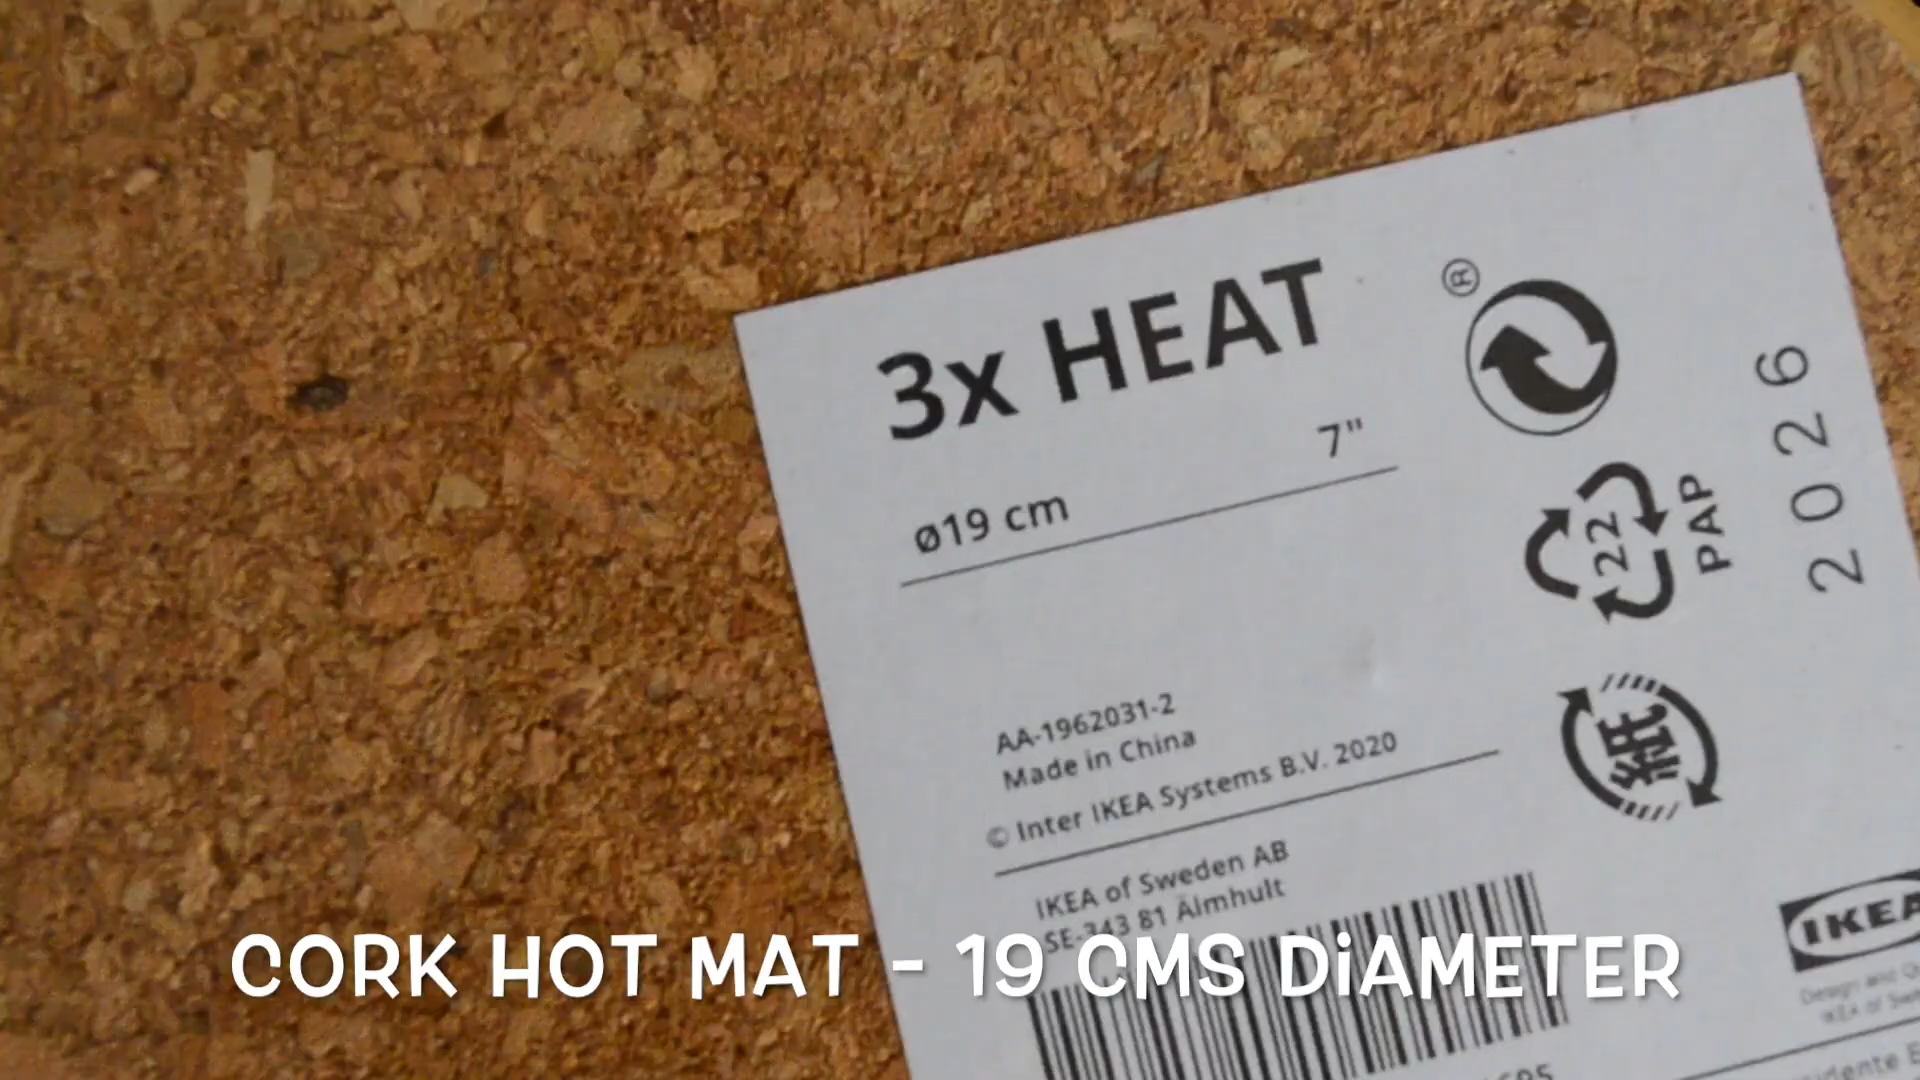 3x HEAT
®
ø19 cm 7"
22
PAP
2026
紙
AA-1962031-2
Made in China
© Inter IKEA Systems B.V. 2020
IKEA of Sweden AB
SE-343 81 Älmhult
IKEA
CORK HOT MAT - 19 CMS DiAMETER